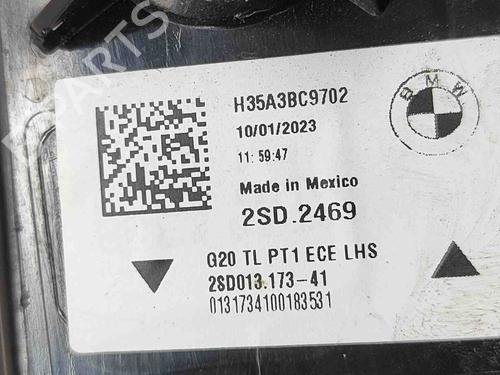 H35A3BC9702
10/01/2023
11:59:47
BMW
Made in Mexico
2SD.2469
G20 TL PT1 ECE LHS
2SD013.173-41
0131734100183531